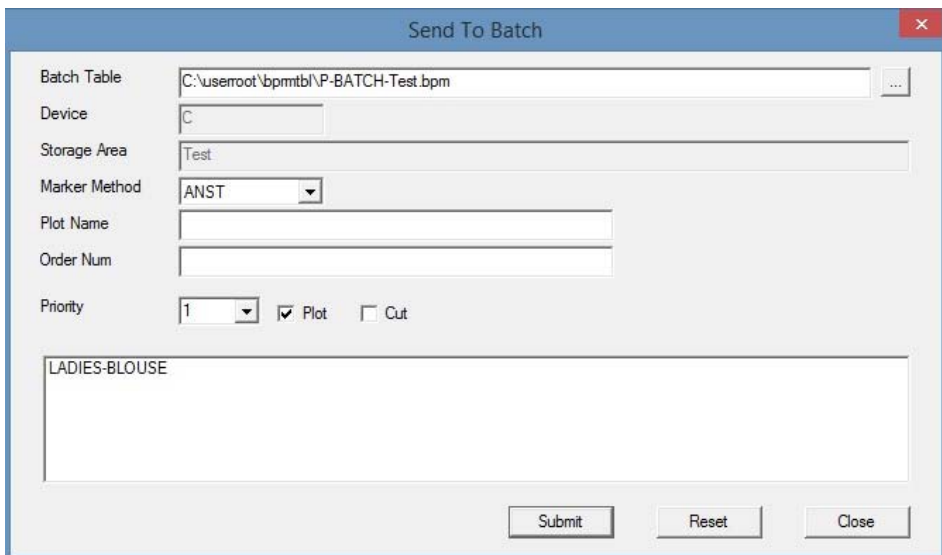 Send To Batch
Batch Table C:\userroot\bprmtbl\P-BATCH-Test.bpm ...
Device C
Storage Area Test
Marker Method ANST
Plot Name
Order Num
Priority 1 Plot Cut
LADIES-BLOUSE
Submit Reset Close